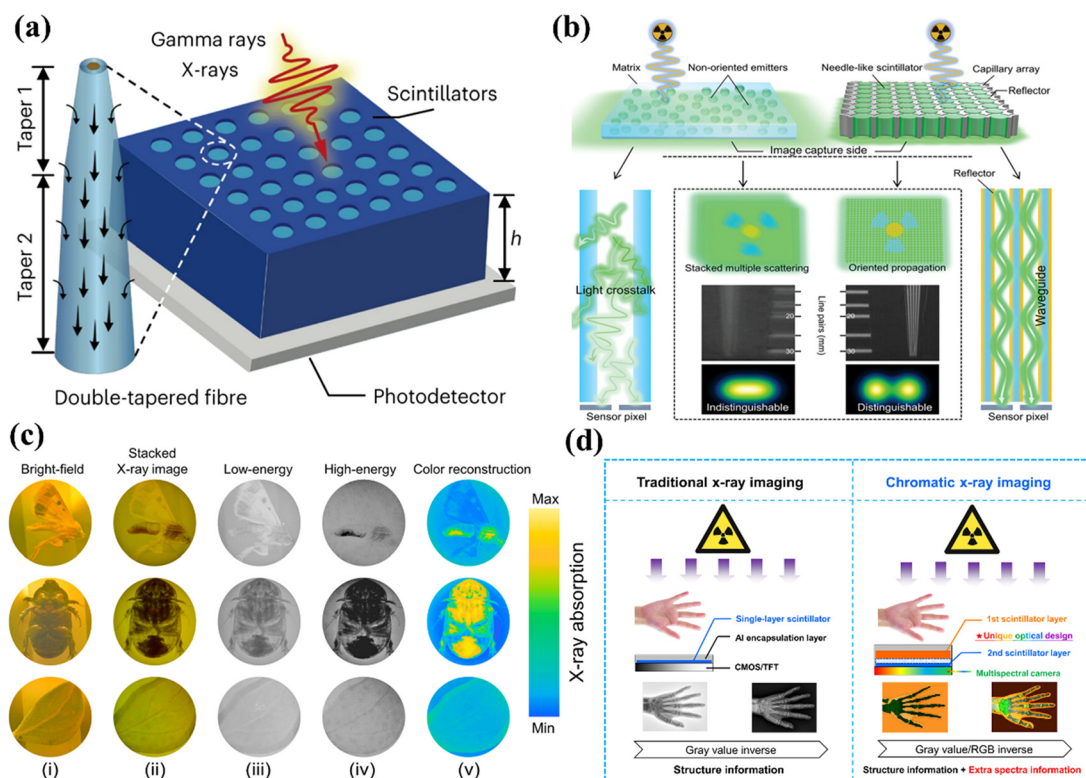 (a)
Gamma rays
X-rays
Scintillators
Taper 1
Taper 2
h
Double-tapered fibre
Photodetector
(b)
Matrix
Non-oriented emitters
Needle-like scintillator
Capillary array
Reflector
Image capture side
Reflector
Stacked multiple scattering
Oriented propagation
Light crosstalk
Waveguide
20
30
Line pairs (mm)
20
30
Indistinguishable
Distinguishable
Sensor pixel
Sensor pixel
(c)
Bright-field
Stacked
X-ray image
Low-energy
High-energy
Color reconstruction
Max
X-ray absorption
Min
(i)
(ii)
(iii)
(iv)
(v)
(d)
Traditional x-ray imaging
Single-layer scintillator
Al encapsulation layer
CMOS/TFT
Gray value inverse
Structure information
Chromatic x-ray imaging
1st scintillator layer
★Unique optical design
2nd scintillator layer
Multispectral camera
Gray value/RGB inverse
Structure information + Extra spectra information